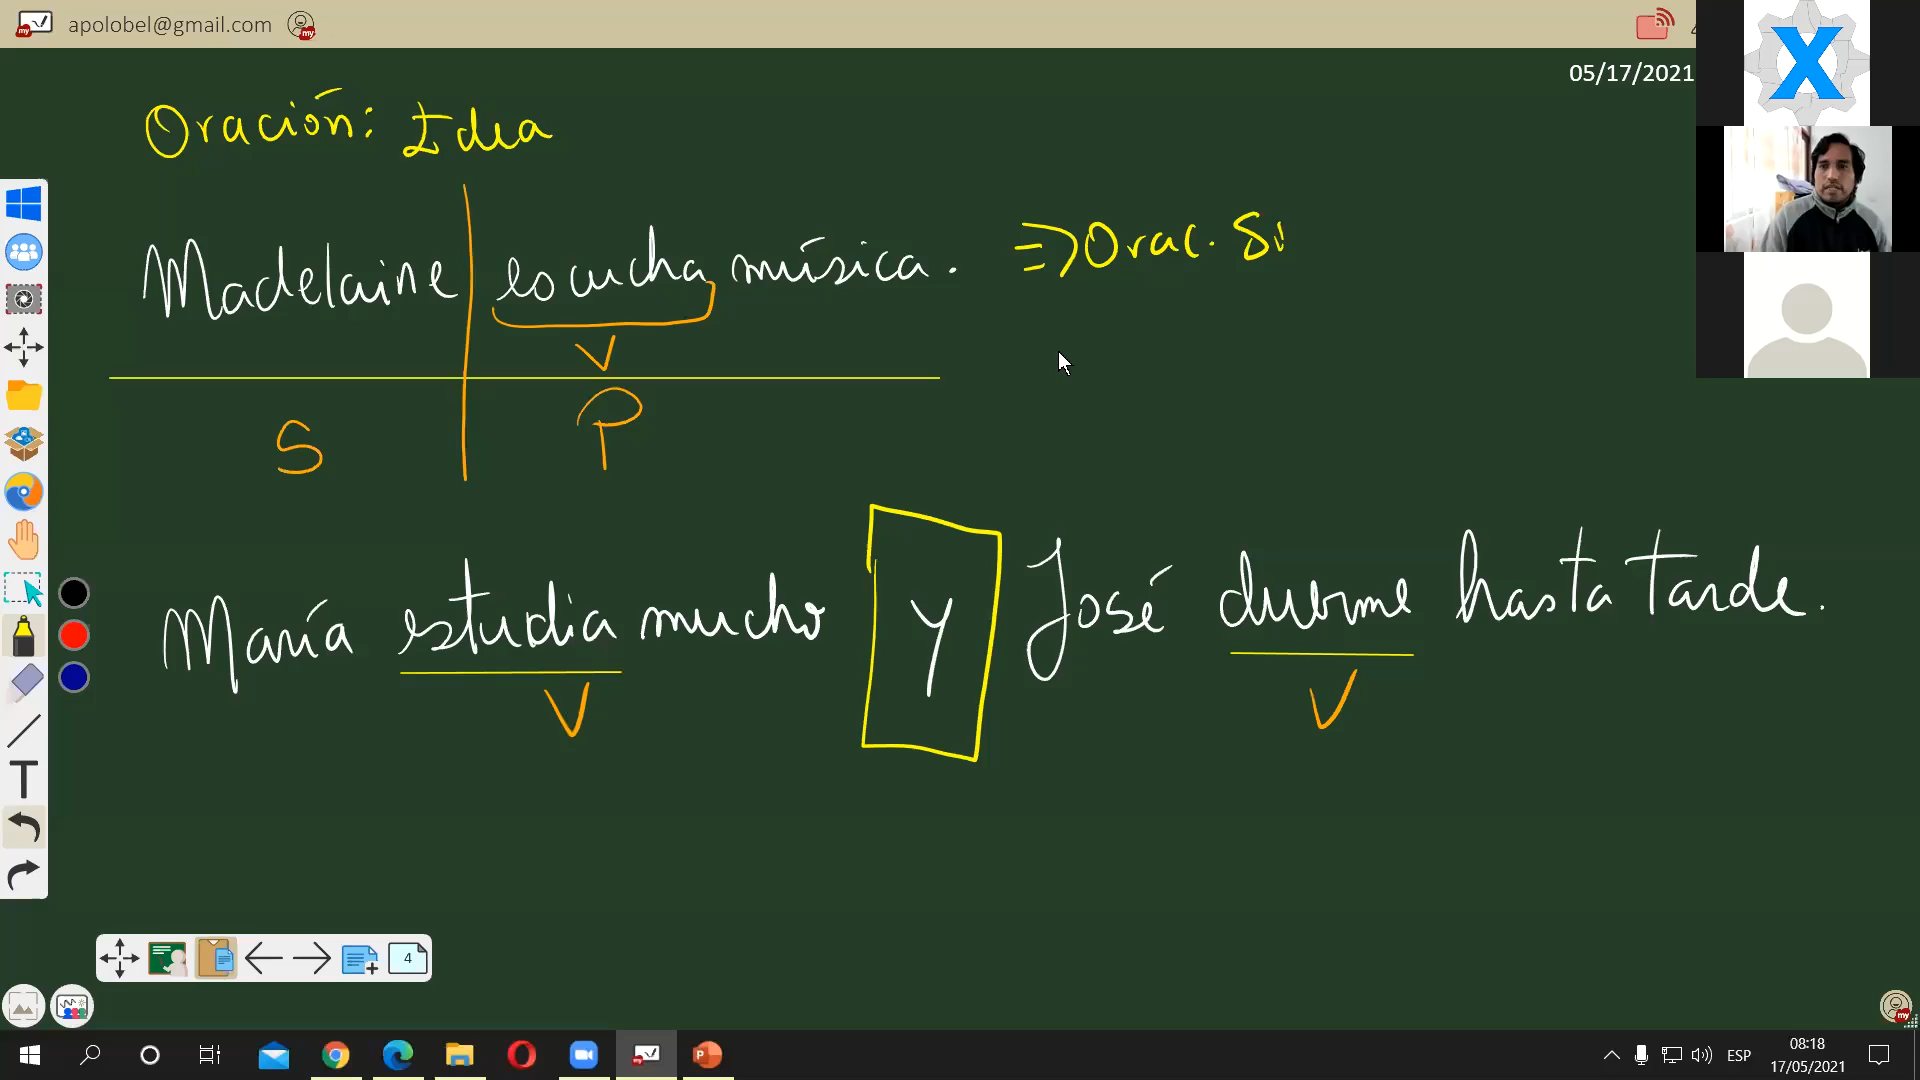 apolobel@gmail.com
05/17/2021
Oración: Idea
Madelaine escucha música. => Orac. Si
V
S P
María estudia mucho y José duerme hasta tarde.
V V
4
ESP
08:18
17/05/2021